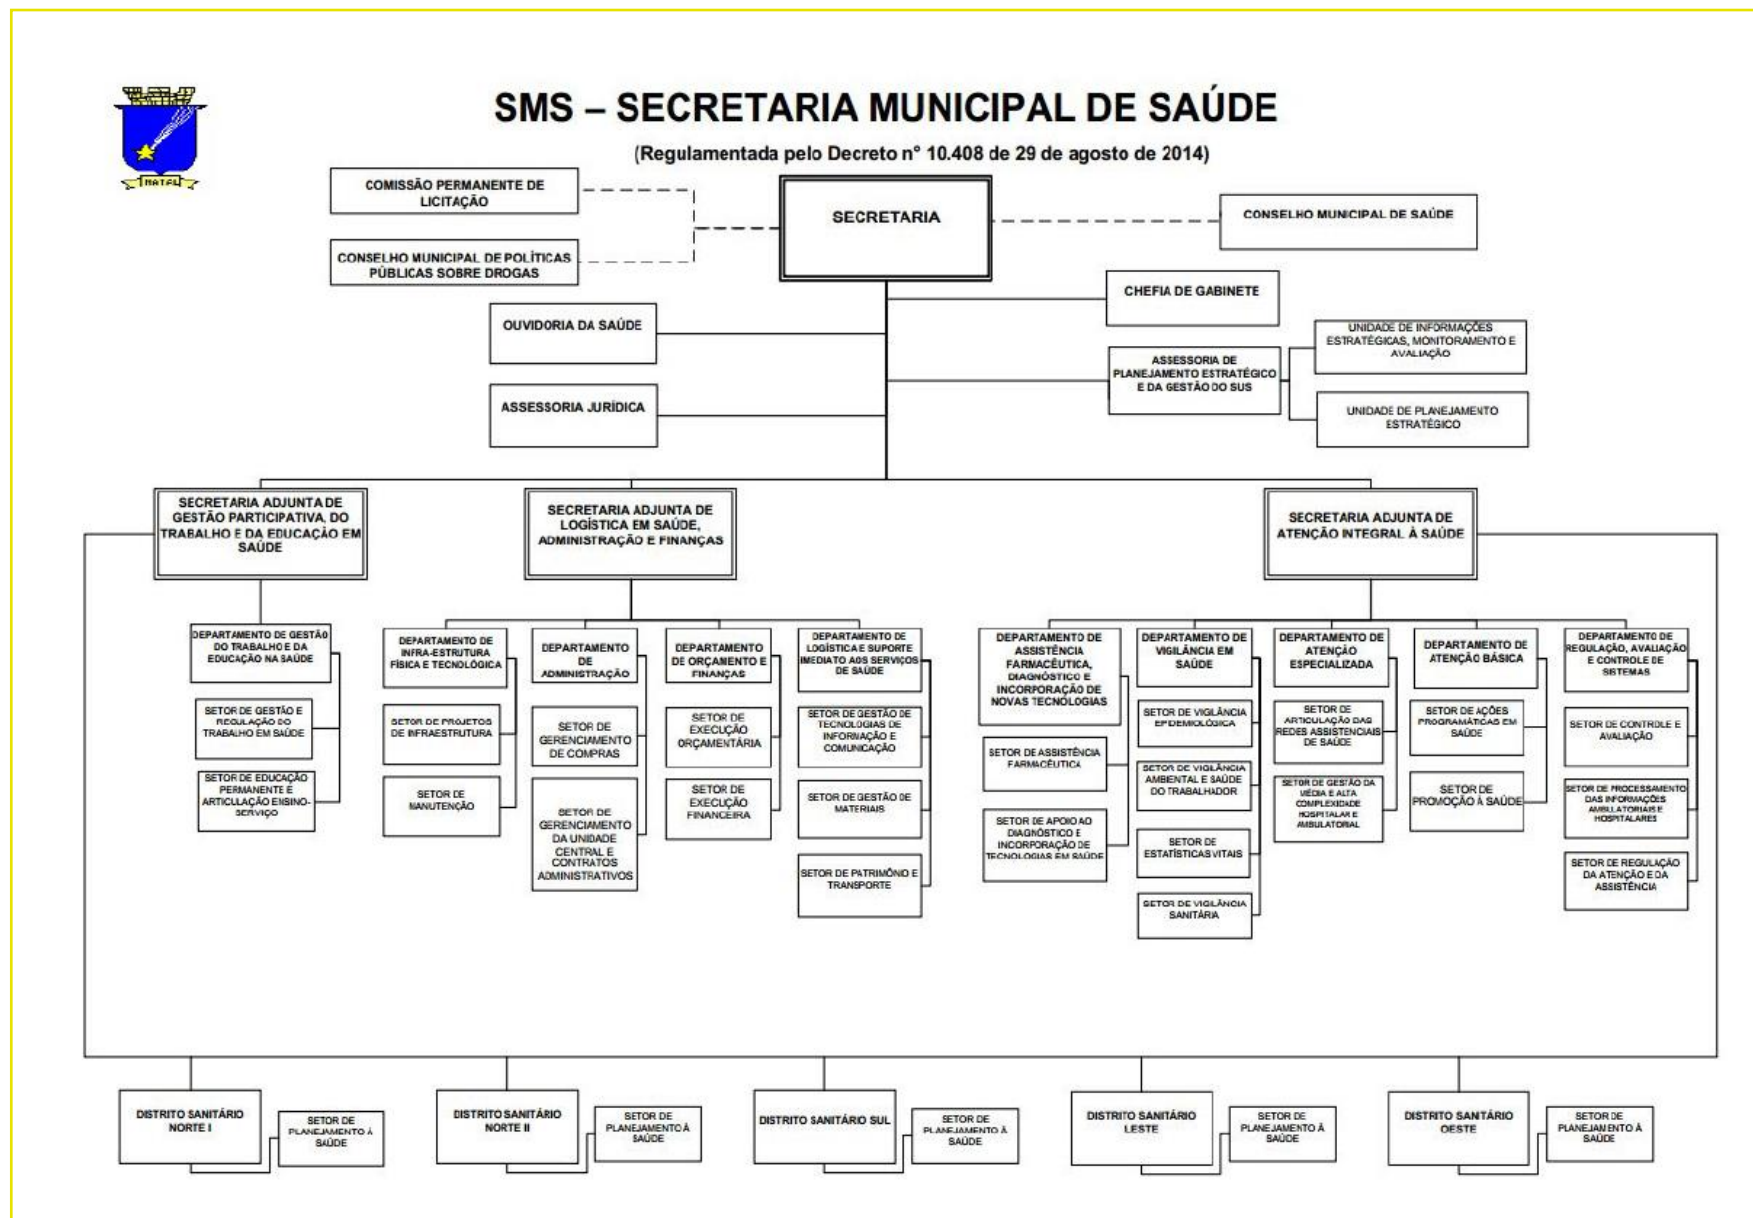 SMS – SECRETARIA MUNICIPAL DE SAÚDE
(Regulamentada pelo Decreto n° 10.408 de 29 de agosto de 2014)
NATAL
COMISSÃO PERMANENTE DE
LICITAÇÃO
CONSELHO MUNICIPAL DE POLÍTICAS
PÚBLICAS SOBRE DROGAS
SECRETARIA
CONSELHO MUNICIPAL DE SAÚDE
CHEFIA DE GABINETE
OUVIDORIA DA SAÚDE
ASSESSORIA DE
PLANEJAMENTO ESTRATÉGICO
E DA GESTÃO DO SUS
UNIDADE DE INFORMAÇÕES
ESTRATÉGICAS, MONITORAMENTO E
AVALIAÇÃO
UNIDADE DE PLANEJAMENTO
ESTRATÉGICO
ASSESSORIA JURÍDICA
SECRETARIA ADJUNTA DE
GESTÃO PARTICIPATIVA, DO
TRABALHO E DA EDUCAÇÃO EM
SAÚDE
SECRETARIA ADJUNTA DE
LOGÍSTICA EM SAÚDE,
ADMINISTRAÇÃO E FINANÇAS
SECRETARIA ADJUNTA DE
ATENÇÃO INTEGRAL À SAÚDE
DEPARTAMENTO DE GESTÃO
DO TRABALHO E DA
EDUCAÇÃO NA SAÚDE
SETOR DE GESTÃO E
REGULAÇÃO DO
TRABALHO EM SAÚDE
SETOR DE EDUCAÇÃO
PERMANENTE E
ARTICULAÇÃO ENSINO-
SERVIÇO
DEPARTAMENTO DE
INFRA-ESTRUTURA
FÍSICA E TECNOLÓGICA
SETOR DE PROJETOS
DE INFRAESTRUTURA
SETOR DE
MANUTENÇÃO
DEPARTAMENTO
DE
ADMINISTRAÇÃO
SETOR DE
GERENCIAMENTO
DE COMPRAS
SETOR DE
GERENCIAMENTO
DA UNIDADE
CENTRAL E
CONTRATOS
ADMINISTRATIVOS
DEPARTAMENTO
DE ORÇAMENTO E
FINANÇAS
SETOR DE
EXECUÇÃO
ORÇAMENTÁRIA
SETOR DE
EXECUÇÃO
FINANCEIRA
DEPARTAMENTO DE
LOGÍSTICA E SUPORTE
IMEDIATO AOS SERVIÇOS
DE SAÚDE
SETOR DE GESTÃO DE
TECNOLOGIAS DE
INFORMAÇÃO E
COMUNICAÇÃO
SETOR DE GESTÃO DE
MATERIAIS
SETOR DE PATRIMÔNIO E
TRANSPORTE
DEPARTAMENTO DE
ASSISTÊNCIA
FARMACÊUTICA,
DIAGNÓSTICO E
INCORPORAÇÃO DE
NOVAS TECNOLOGIAS
SETOR DE ASSISTÊNCIA
FARMACÊUTICA
SETOR DE APOIO AO
DIAGNÓSTICO E
INCORPORAÇÃO DE
TECNOLOGIAS EM SAÚDE
DEPARTAMENTO DE
VIGILÂNCIA EM
SAÚDE
SETOR DE VIGILÂNCIA
EPIDEMIOLÓGICA
SETOR DE VIGILÂNCIA
AMBIENTAL E SAÚDE
DO TRABALHADOR
SETOR DE
ESTATÍSTICAS VITAIS
SETOR DE VIGILÂNCIA
SANITÁRIA
DEPARTAMENTO DE
ATENÇÃO
ESPECIALIZADA
SETOR DE
ARTICULAÇÃO DAS
REDES ASSISTENCIAIS
DE SAÚDE
SETOR DE GESTÃO DA
MÉDIA E ALTA
COMPLEXIDADE
HOSPITALAR E
AMBULATORIAL
DEPARTAMENTO DE
ATENÇÃO BÁSICA
SETOR DE AÇÕES
PROGRAMÁTICAS EM
SAÚDE
SETOR DE
PROMOÇÃO À SAÚDE
DEPARTAMENTO DE
REGULAÇÃO, AVALIAÇÃO
E CONTROLE DE
SISTEMAS
SETOR DE CONTROLE E
AVALIAÇÃO
SETOR DE PROCESSAMENTO
DAS INFORMAÇÕES
AMBULATORIAIS E
HOSPITALARES
SETOR DE REGULAÇÃO
DA ATENÇÃO E DA
ASSISTÊNCIA
DISTRITO SANITÁRIO
NORTE I
SETOR DE
PLANEJAMENTO À
SAÚDE
DISTRITO SANITÁRIO
NORTE II
SETOR DE
PLANEJAMENTO À
SAÚDE
DISTRITO SANITÁRIO SUL
SETOR DE
PLANEJAMENTO À
SAÚDE
DISTRITO SANITÁRIO
LESTE
SETOR DE
PLANEJAMENTO À
SAÚDE
DISTRITO SANITÁRIO
OESTE
SETOR DE
PLANEJAMENTO À
SAÚDE